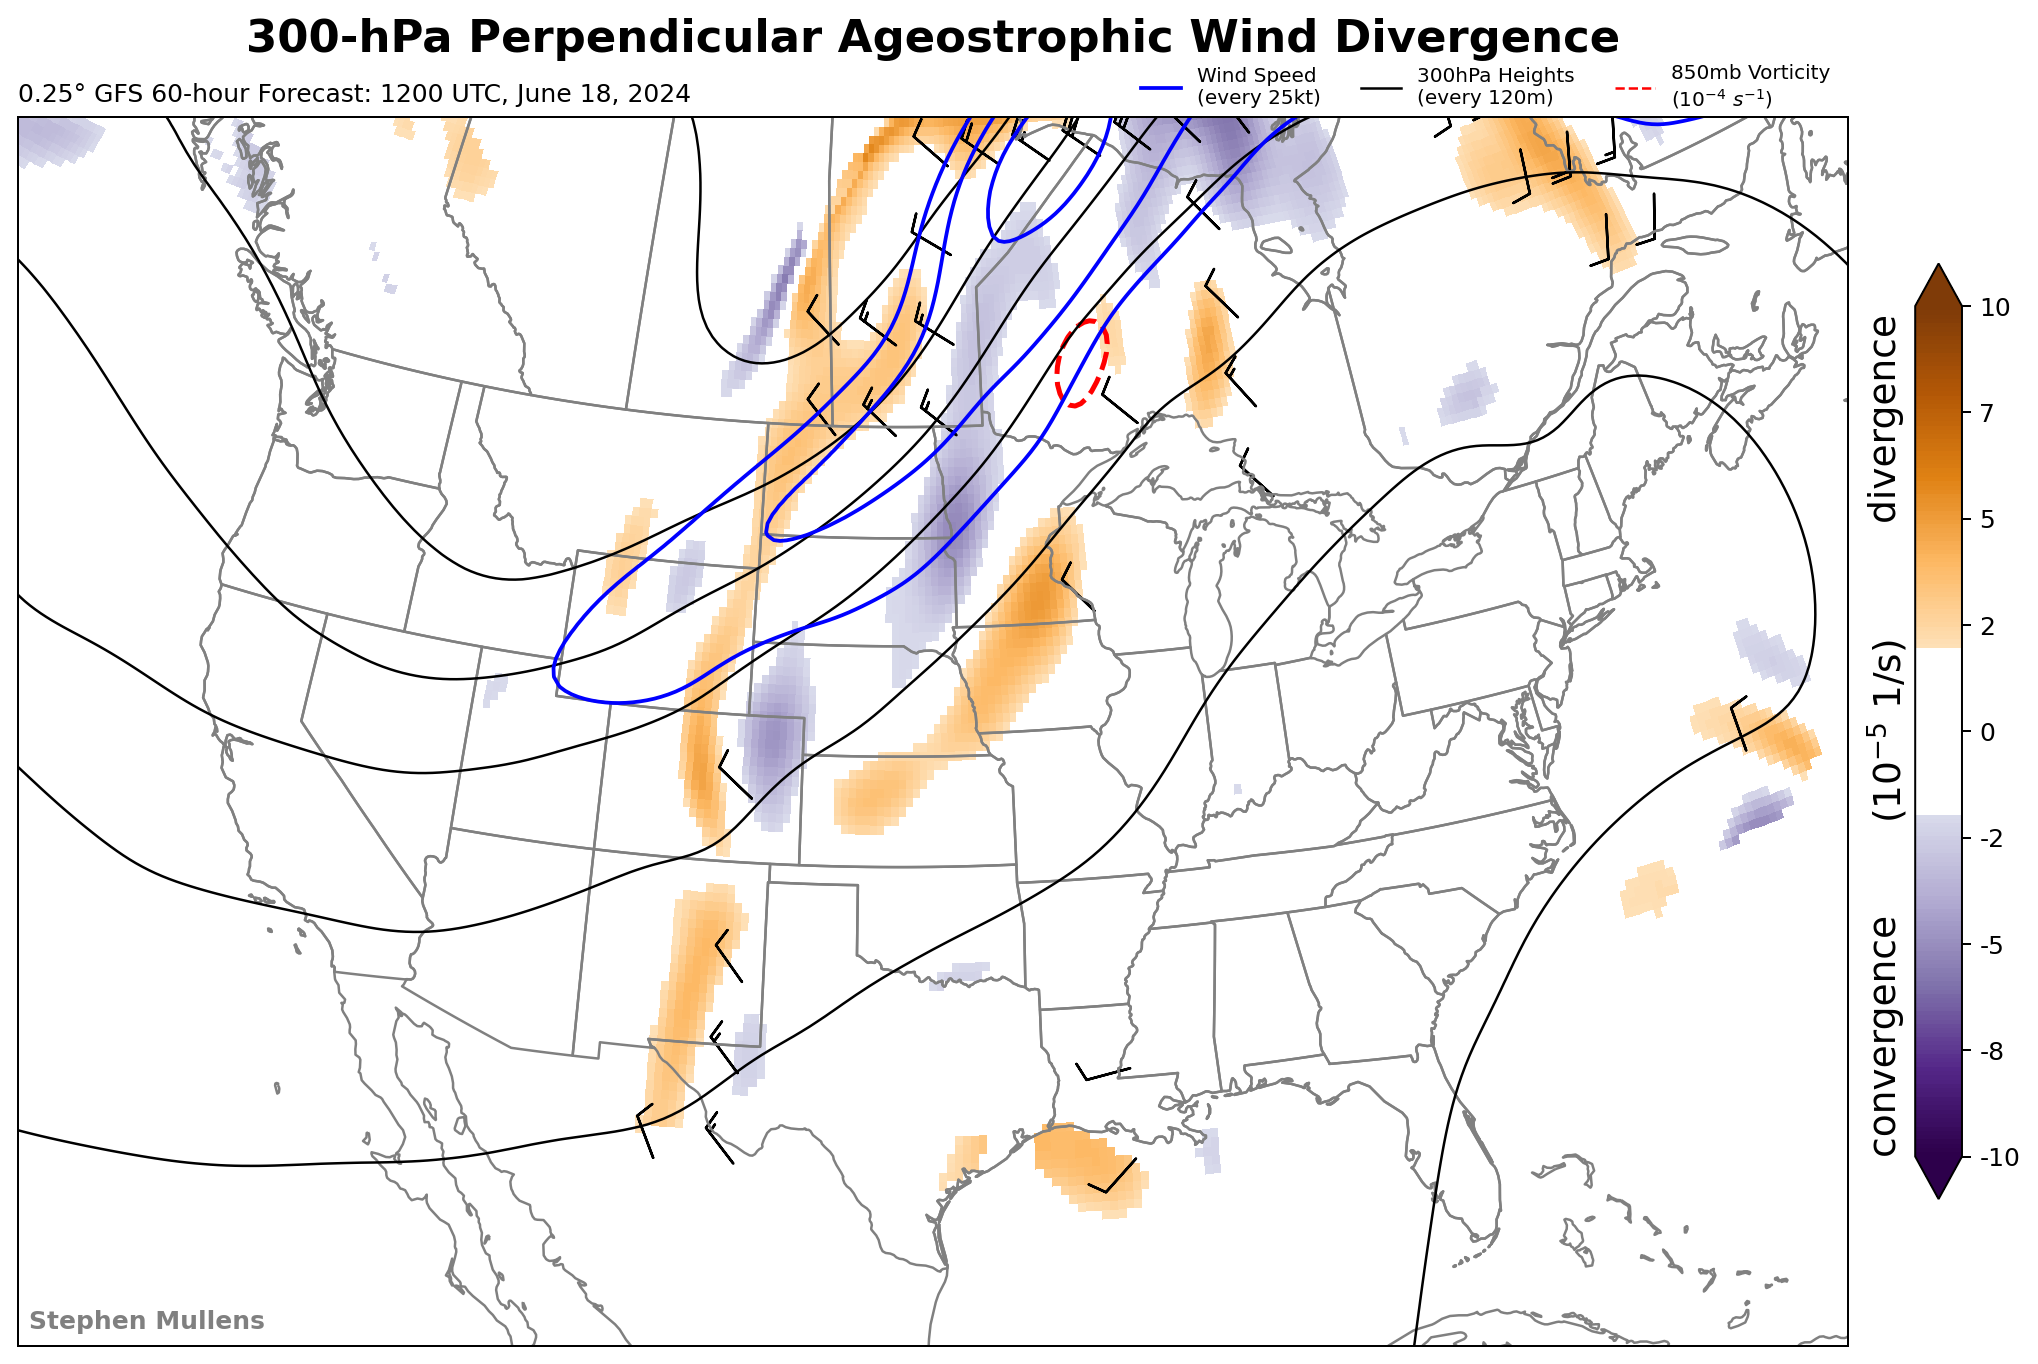 300-hPa Perpendicular Ageostrophic Wind Divergence
0.25° GFS 60-hour Forecast: 1200 UTC, June 18, 2024
Wind Speed
(every 25kt)
300hPa Heights
(every 120m)
850mb Vorticity
(10⁻⁴ s⁻¹)
10
7
5
2
0
-2
-5
-8
-10
convergence (10⁻⁵ 1/s) divergence
Stephen Mullens